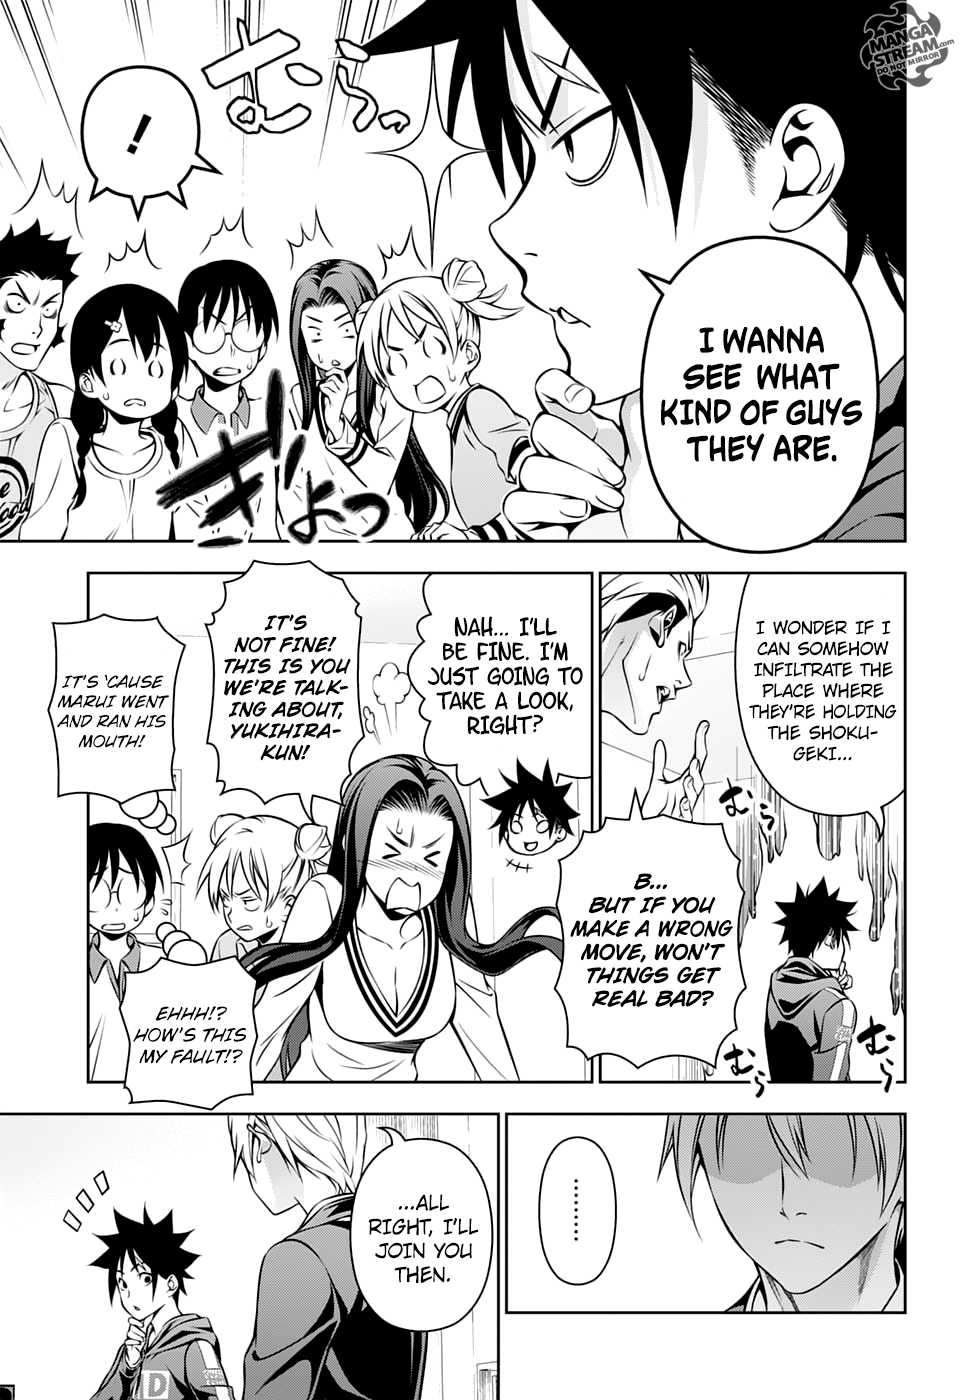 MANGA
STREAM.com
DO NOT MIRROR
むらっ
!
I WANNA
SEE WHAT
KIND OF GUYS
THEY ARE.
ぎょっ
I WONDER IF I
CAN SOMEHOW
INFILTRATE THE
PLACE WHERE
THEY'RE HOLDING
THE SHOKU-
GEKI...
むら
むら
むら
B...
BUT IF YOU
MAKE A WRONG
MOVE, WON'T
THINGS GET
REAL BAD?
NAH... I'LL
BE FINE. I'M
JUST GOING TO
TAKE A LOOK,
RIGHT?
IT'S
NOT FINE!
THIS IS YOU
WE'RE TALK-
ING ABOUT,
YUKIHIRA-
KUN!
IT'S 'CAUSE
MARUI WENT
AND RAN HIS
MOUTH!
EHHH!?
HOW'S THIS
MY FAULT!?
.........
...ALL
RIGHT, I'LL
JOIN YOU
THEN.
D